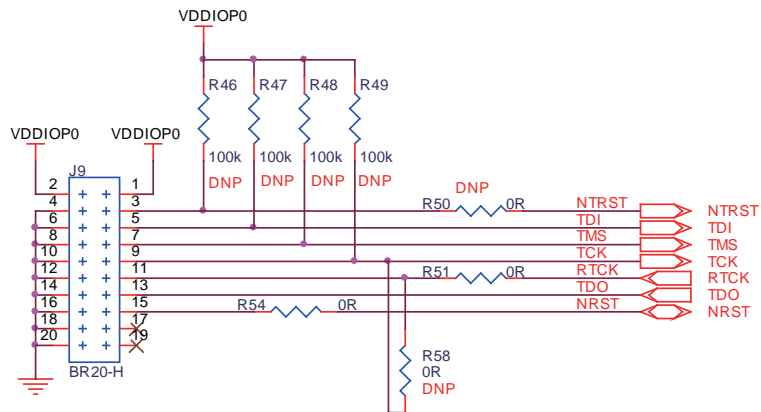 VDDIOP0
R46 R47 R48 R49
VDDIOP0 VDDIOP0
100k 100k 100k 100k
J9
DNP DNP DNP DNP
2 1
4 3
6 5
8 7
10 9
12 11
14 13
16 15
18 17
20 19
BR20-H
DNP
R50 0R NTRST NTRST
TDI TDI
TMS TMS
TCK TCK
R51 0R RTCK RTCK
TDO TDO
R54 0R NRST NRST
R58
0R
DNP